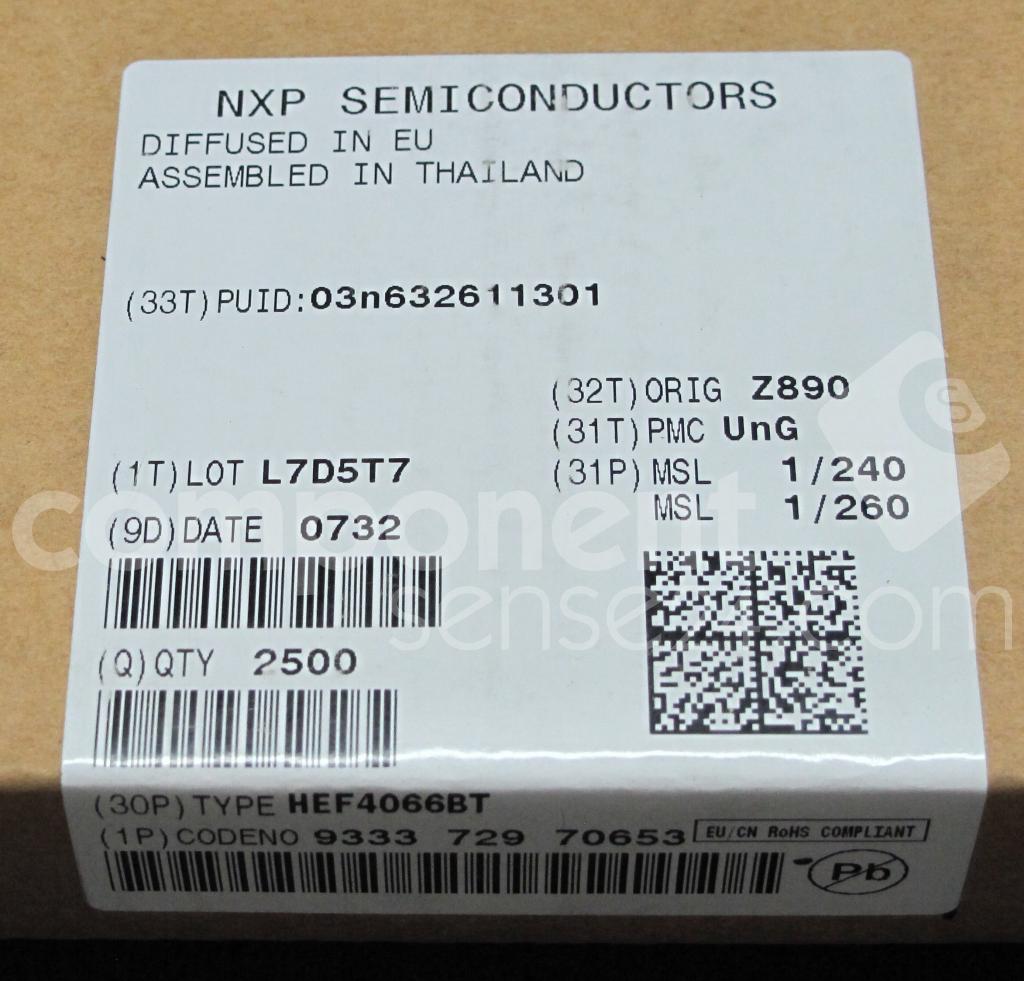 NXP SEMICONDUCTORS
DIFFUSED IN EU
ASSEMBLED IN THAILAND
(33T)PUID:03n632611301
(32T)ORIG Z890
(31T)PMC UnG
(1T)LOT L7D5T7
(31P)MSL 1/240
MSL 1/260
(9D)DATE 0732
(Q)QTY 2500
(30P)TYPE HEF4066BT
(1P)CODENO 9333 729 70653
EU/CN RoHS COMPLIANT
Pb
component
sense.com
CS